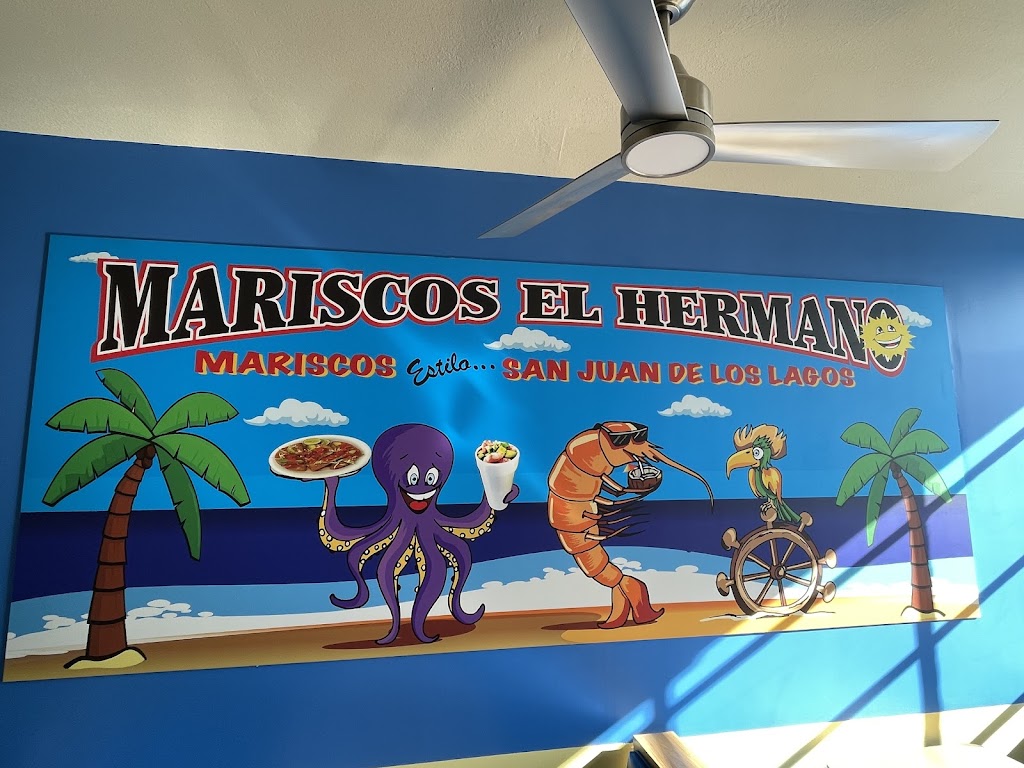 MARISCOS EL HERMANO
MARISCOS Estilo... SAN JUAN DE LOS LAGOS